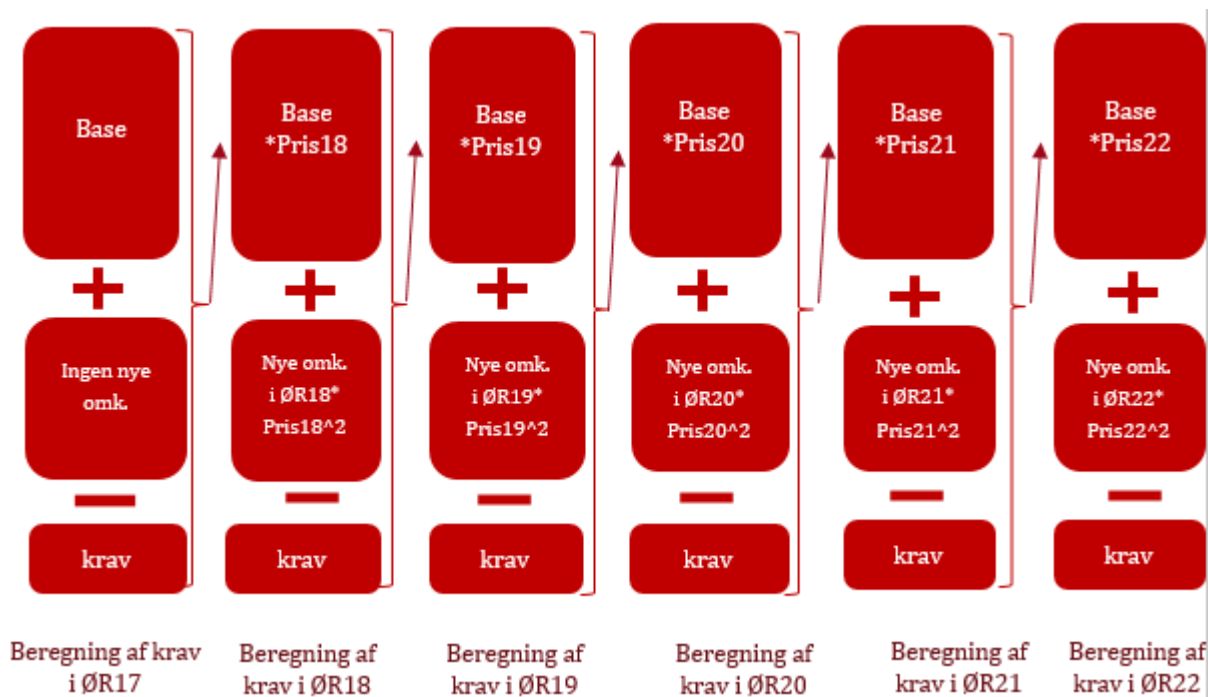 Base
+
Ingen nye
omk.
−
krav
Beregning af krav
i ØR17
Base
*Pris18
+
Nye omk.
i ØR18*
Pris18^2
−
krav
Beregning af
krav i ØR18
Base
*Pris19
+
Nye omk.
i ØR19*
Pris19^2
−
krav
Beregning af
krav i ØR19
Base
*Pris20
+
Nye omk.
i ØR20*
Pris20^2
−
krav
Beregning af
krav i ØR20
Base
*Pris21
+
Nye omk.
i ØR21*
Pris21^2
−
krav
Beregning af
krav i ØR21
Base
*Pris22
+
Nye omk.
i ØR22*
Pris22^2
−
krav
Beregning af
krav i ØR22